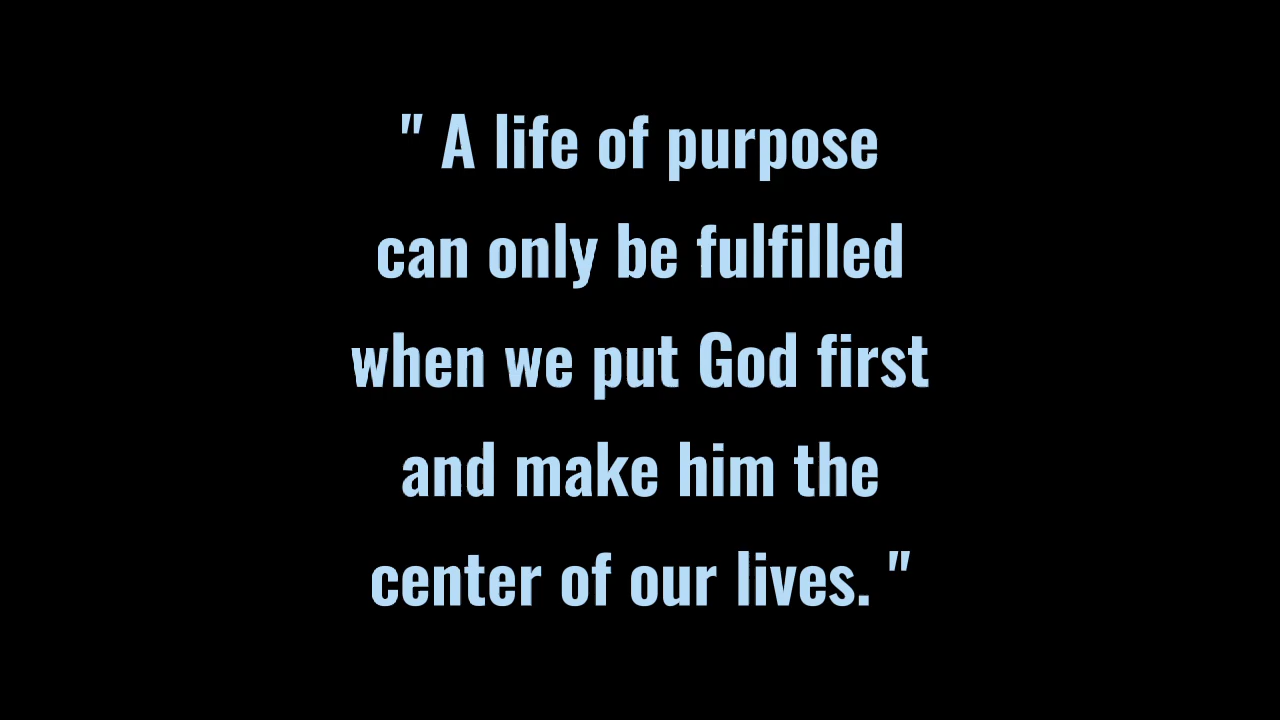 " A life of purpose
can only be fulfilled
when we put God first
and make him the
center of our lives. "